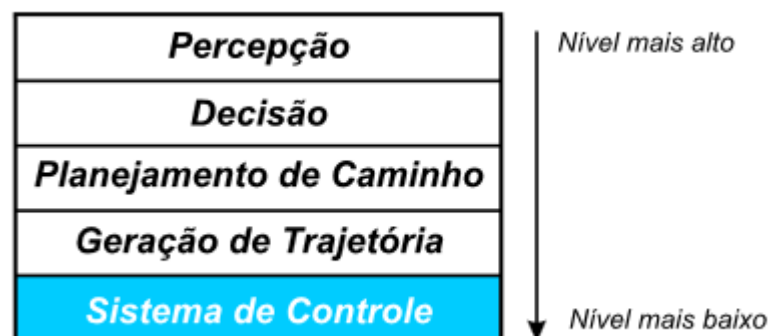 Percepção
Nível mais alto
Decisão
Planejamento de Caminho
Geração de Trajetória
Sistema de Controle
Nível mais baixo